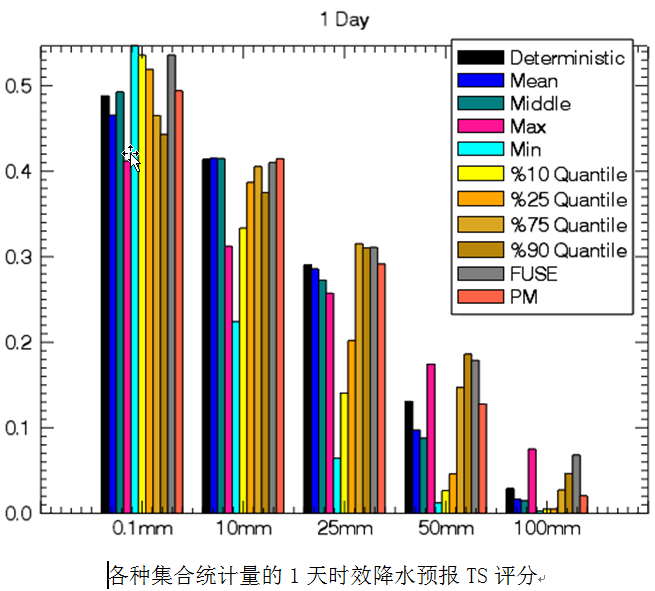 1 Day
0.5
0.4
0.3
0.2
0.1
0.0
Deterministic
Mean
Middle
Max
Min
%10 Quantile
%25 Quantile
%75 Quantile
%90 Quantile
FUSE
PM
0.1mm 10mm 25mm 50mm 100mm
各种集合统计量的 1 天时效降水预报 TS 评分